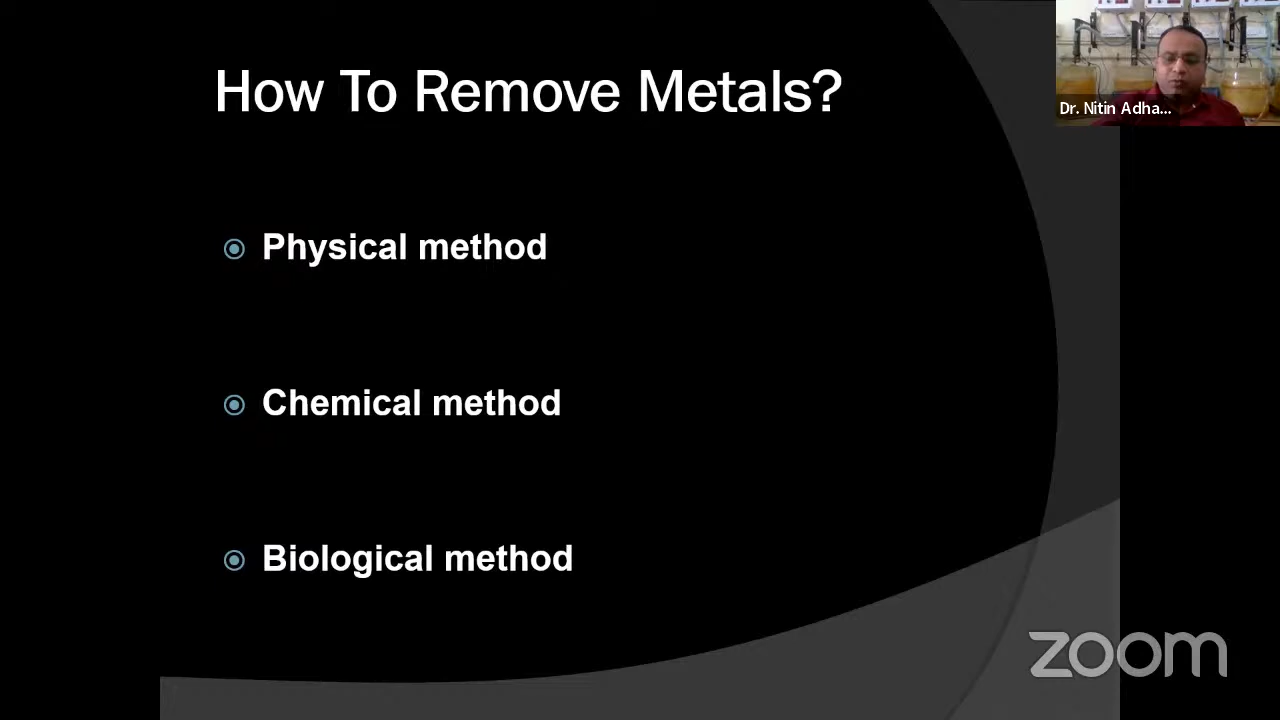 How To Remove Metals?
Dr. Nitin Adha...
Physical method
Chemical method
Biological method
zoom